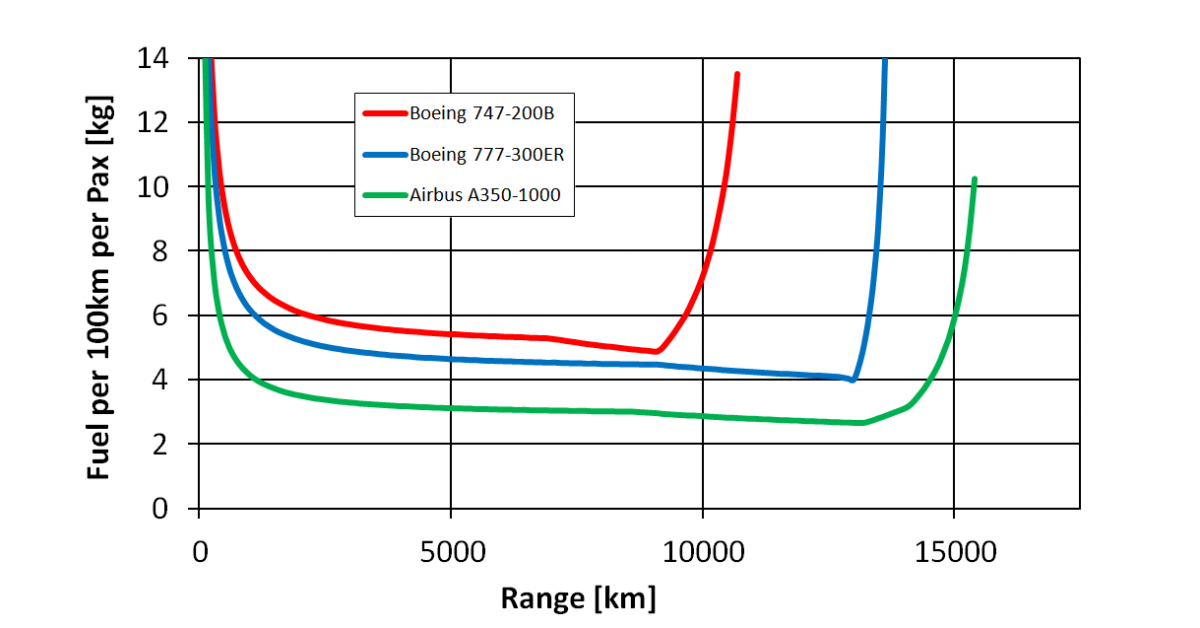 Fuel per 100km per Pax [kg]
14
12
10
8
6
4
2
0
Boeing 747-200B
Boeing 777-300ER
Airbus A350-1000
0 5000 10000 15000
Range [km]